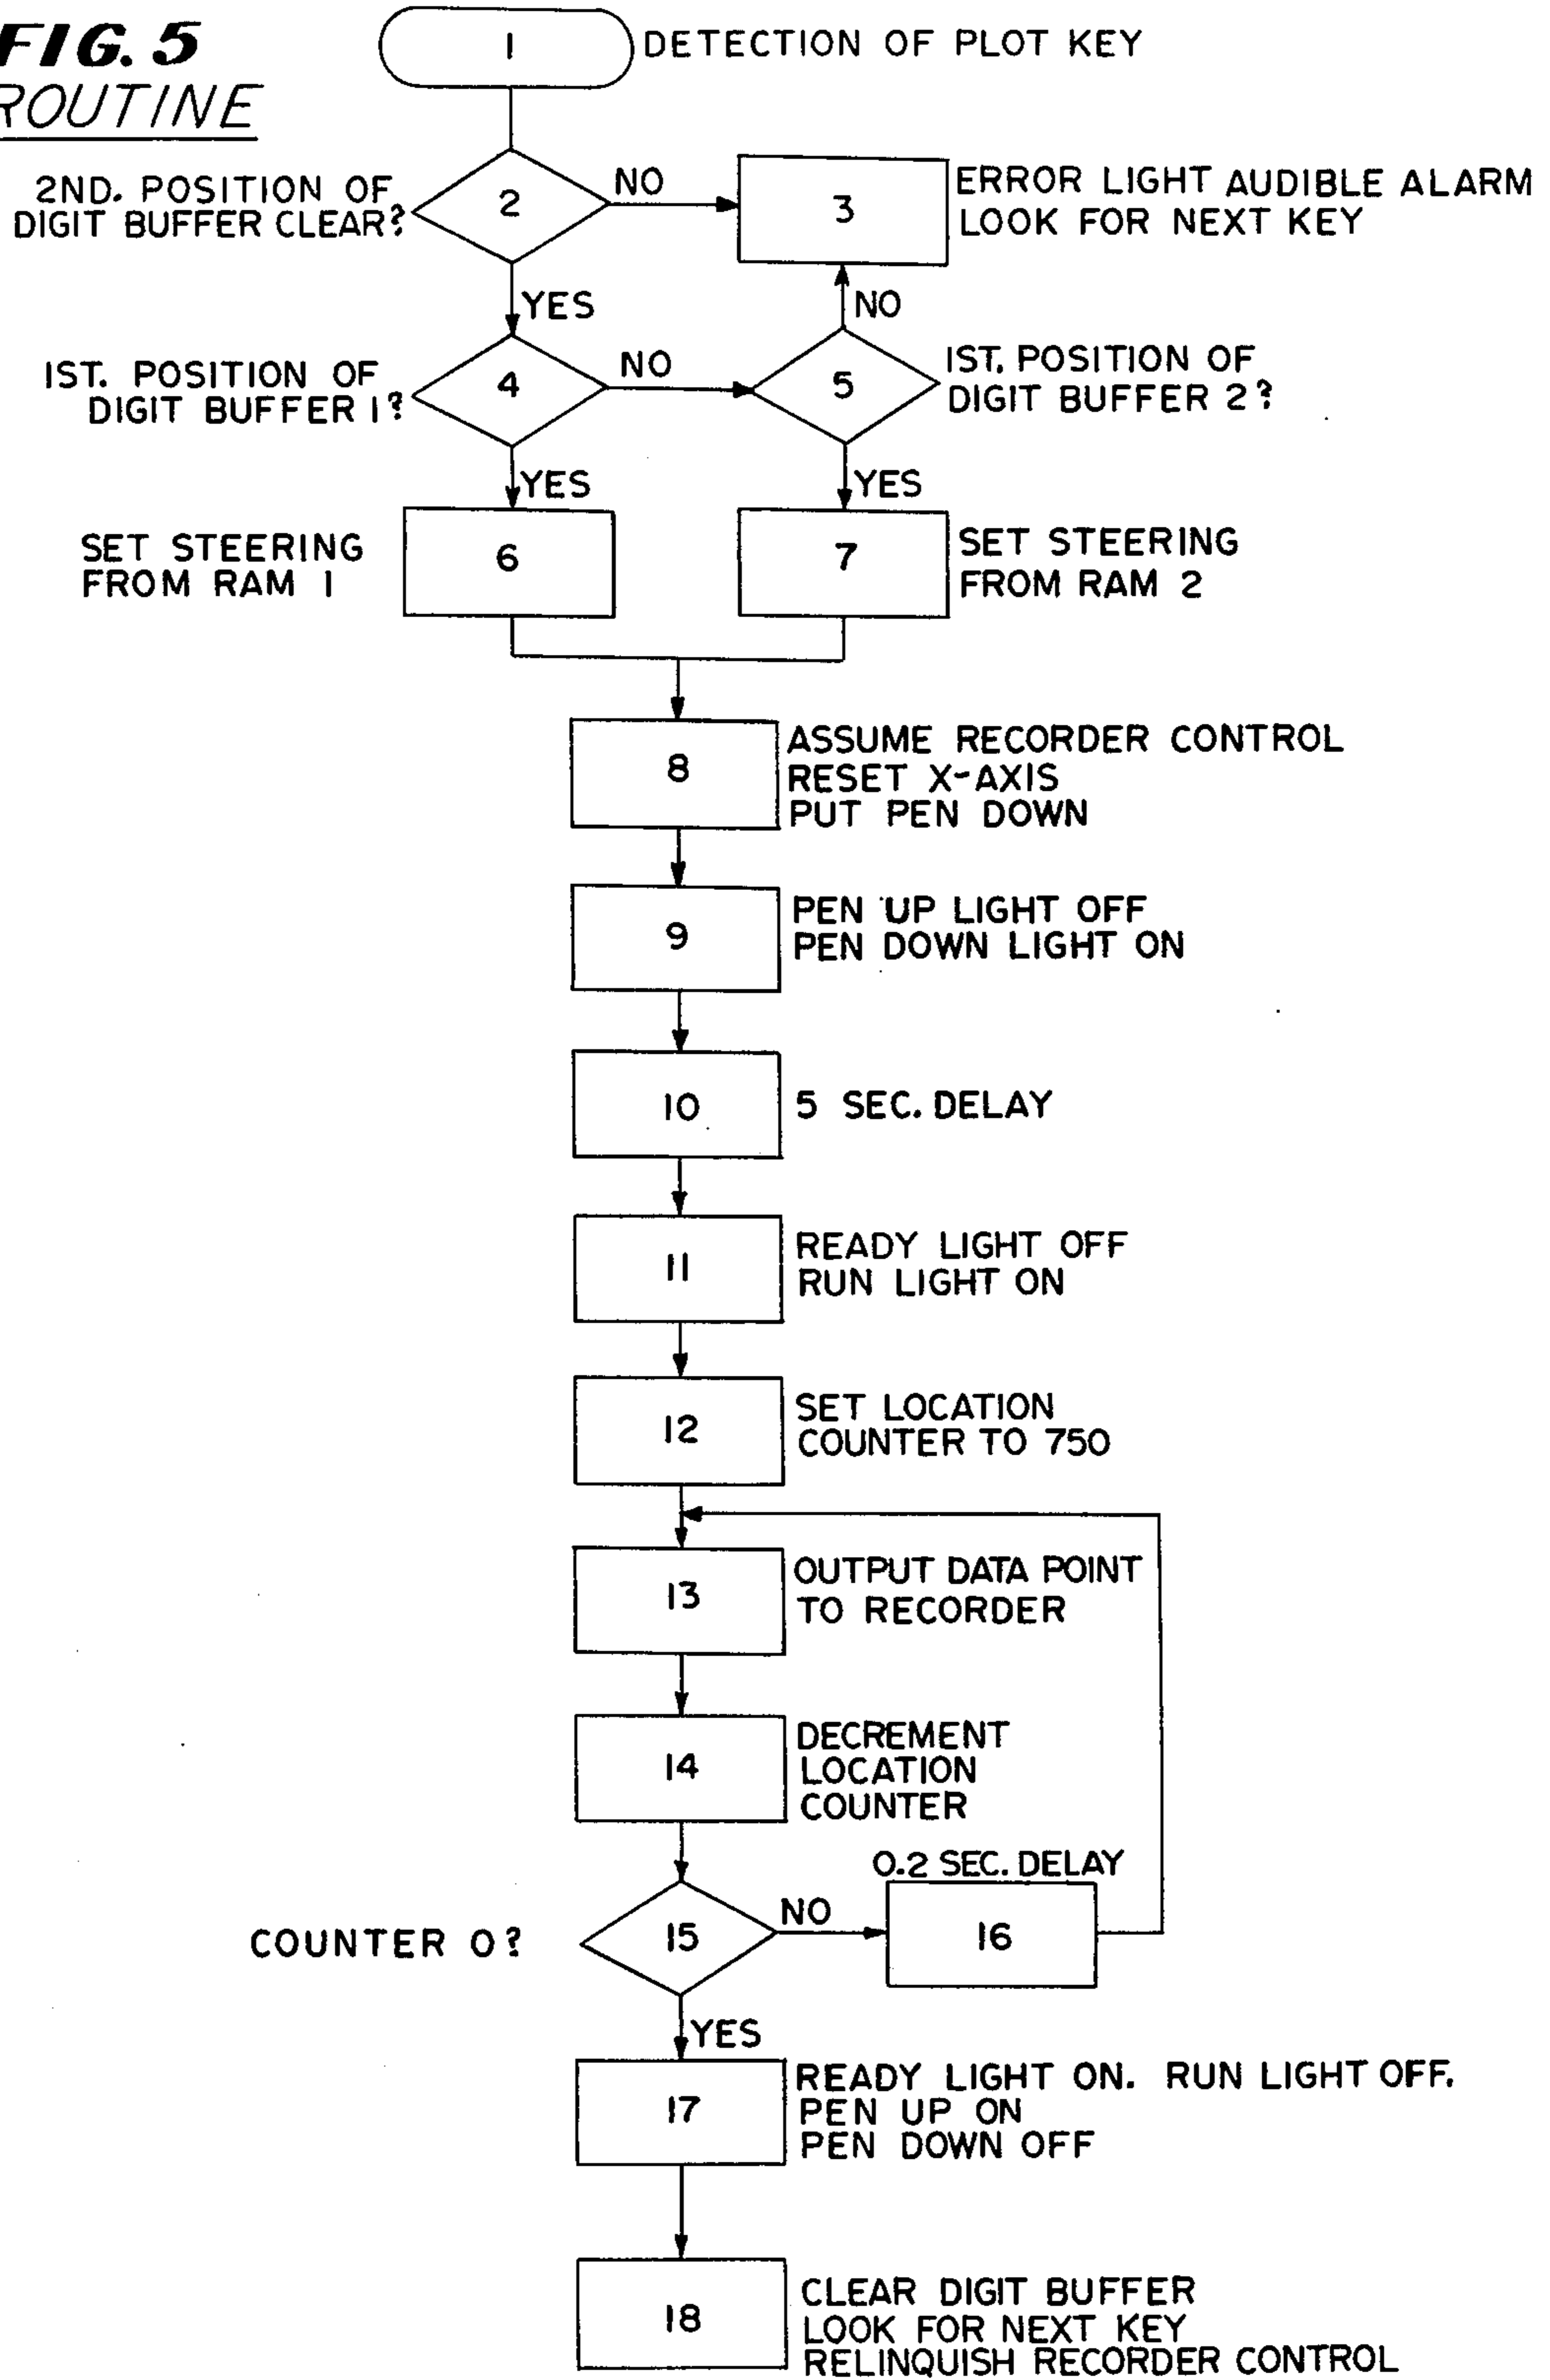 FIG. 5
ROUTINE
1
DETECTION OF PLOT KEY
2ND. POSITION OF
DIGIT BUFFER CLEAR?
2
NO
3
ERROR LIGHT AUDIBLE ALARM
LOOK FOR NEXT KEY
YES
NO
1ST. POSITION OF
DIGIT BUFFER 1?
4
NO
5
1ST. POSITION OF
DIGIT BUFFER 2?
YES
YES
SET STEERING
FROM RAM 1
6
7
SET STEERING
FROM RAM 2
8
ASSUME RECORDER CONTROL
RESET X-AXIS
PUT PEN DOWN
9
PEN UP LIGHT OFF
PEN DOWN LIGHT ON
10
5 SEC. DELAY
11
READY LIGHT OFF
RUN LIGHT ON
12
SET LOCATION
COUNTER TO 750
13
OUTPUT DATA POINT
TO RECORDER
14
DECREMENT
LOCATION
COUNTER
0.2 SEC. DELAY
COUNTER 0?
15
NO
16
YES
17
READY LIGHT ON. RUN LIGHT OFF.
PEN UP ON
PEN DOWN OFF
18
CLEAR DIGIT BUFFER
LOOK FOR NEXT KEY
RELINQUISH RECORDER CONTROL